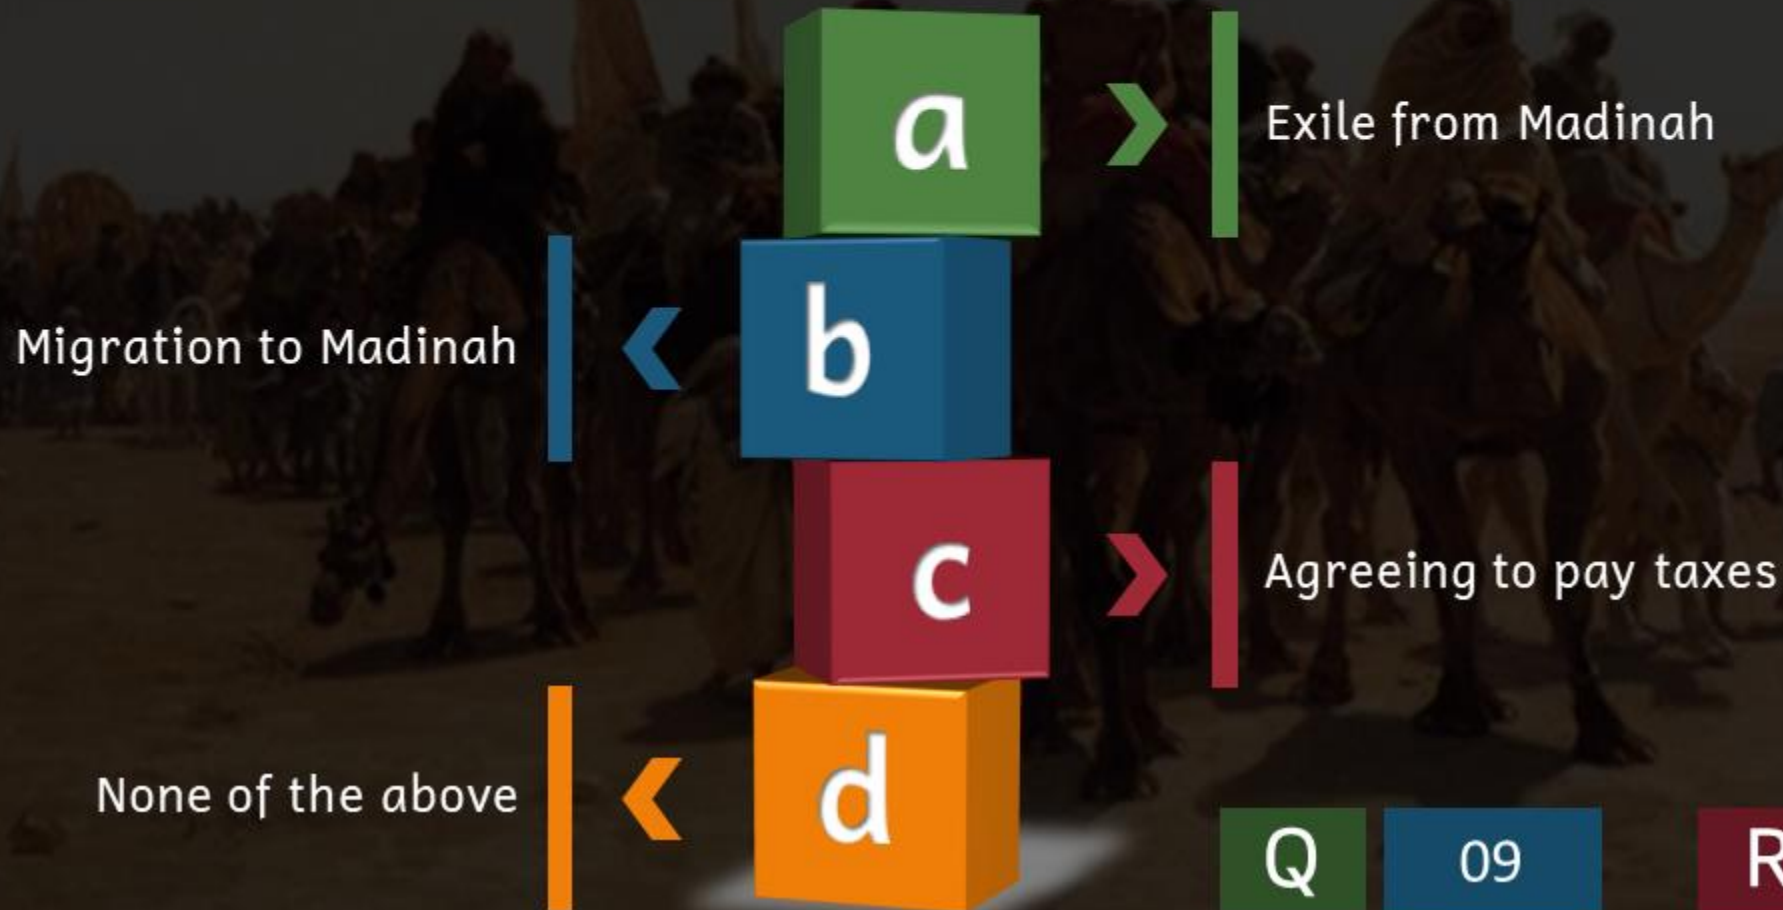 a
Exile from Madinah
Migration to Madinah
b
c
Agreeing to pay taxes
None of the above
d
Q
09
R